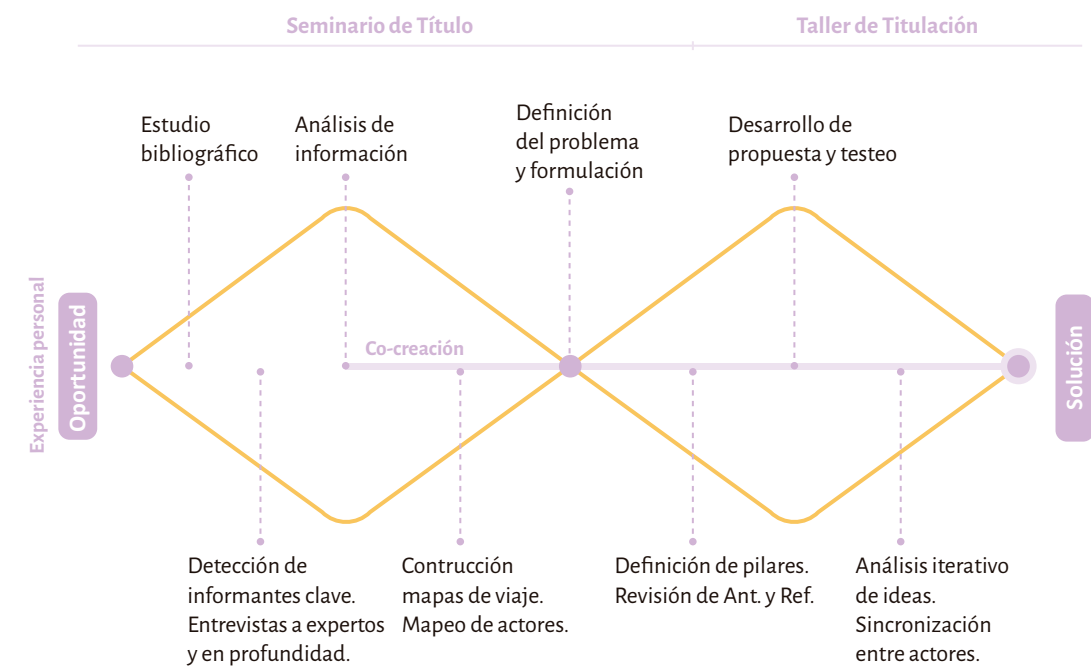 Seminario de Título
Taller de Titulación
Estudio
bibliográfico
Análisis de
información
Definición
del problema
y formulación
Desarrollo de
propuesta y testeo
Experiencia personal
Oportunidad
Co-creación
Solución
Detección de
informantes clave.
Entrevistas a expertos
y en profundidad.
Contrucción
mapas de viaje.
Mapeo de actores.
Definición de pilares.
Revisión de Ant. y Ref.
Análisis iterativo
de ideas.
Sincronización
entre actores.